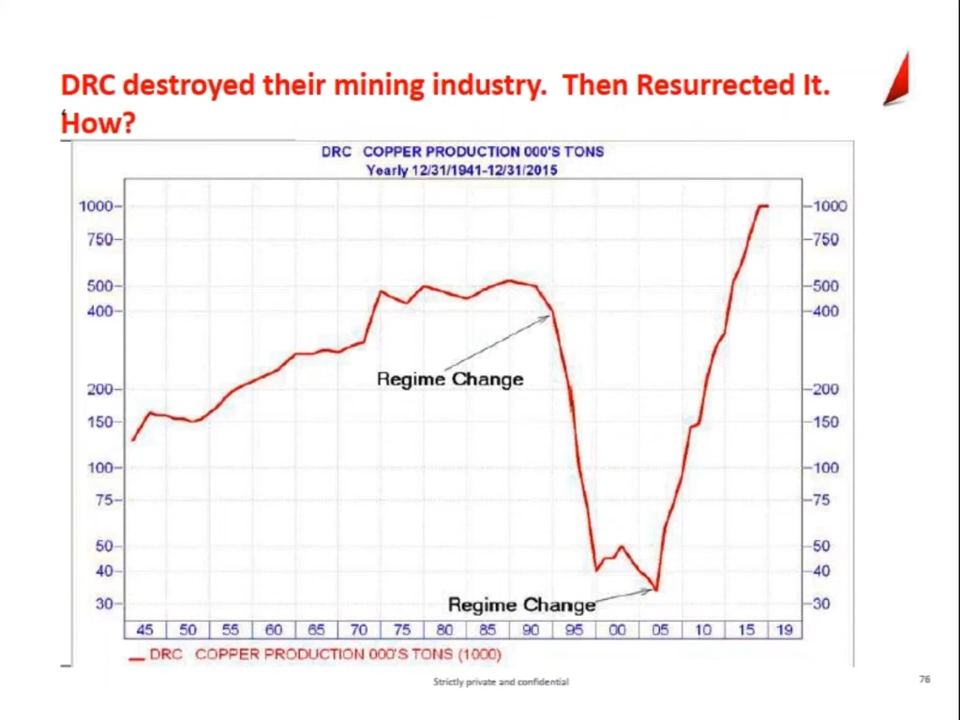 DRC destroyed their mining industry. Then Resurrected It.
How?
DRC COPPER PRODUCTION 000'S TONS
Yearly 12/31/1941-12/31/2015
1000 1000
750 750
500 500
400 400
Regime Change
200 200
150 150
100 100
75 75
50 50
40 40
Regime Change
30 30
45 50 55 60 65 70 75 80 85 90 95 00 05 10 15 19
DRC COPPER PRODUCTION 000'S TONS (1000)
Strictly private and confidential 76